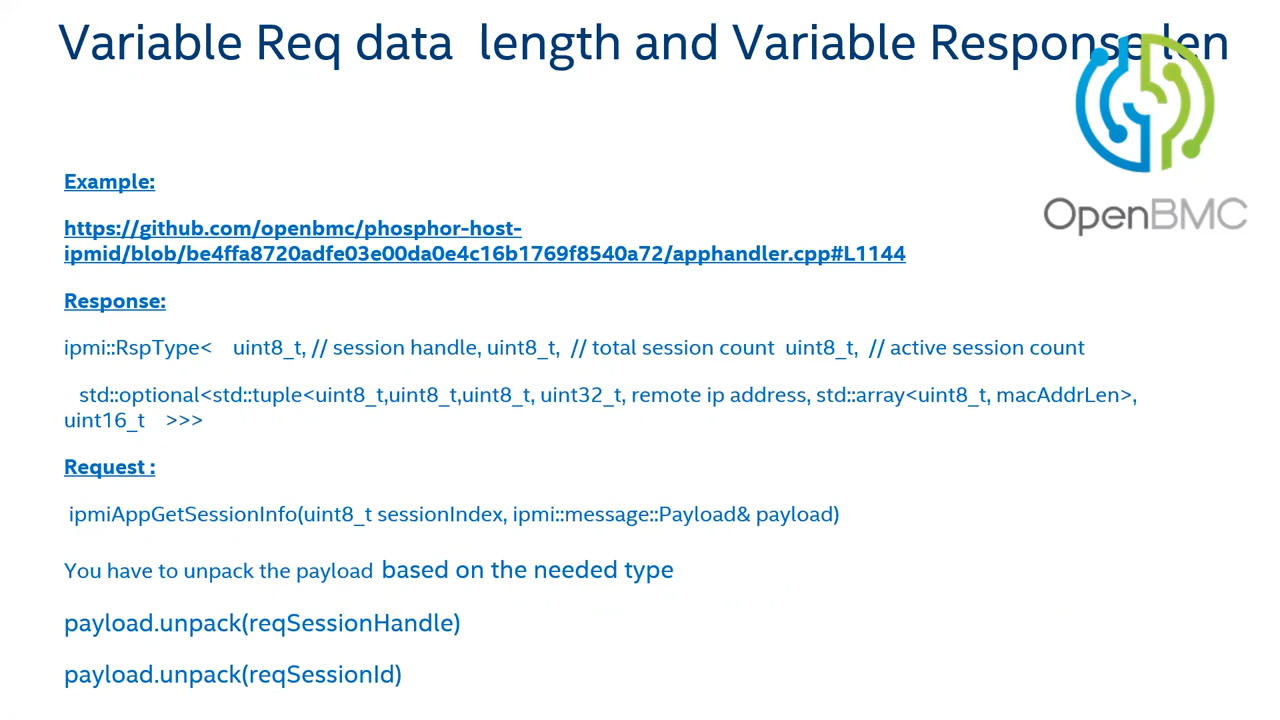 Variable Req data length and Variable Response len
OpenBMC
Example:
https://github.com/openbmc/phosphor-host-
ipmid/blob/be4ffa8720adfe03e00da0e4c16b1769f8540a72/apphandler.cpp#L1144
Response:
ipmi::RspType< uint8_t, // session handle, uint8_t, // total session count uint8_t, // active session count
std::optional<std::tuple<uint8_t,uint8_t,uint8_t, uint32_t, remote ip address, std::array<uint8_t, macAddrLen>,
uint16_t >>>
Request :
ipmiAppGetSessionInfo(uint8_t sessionIndex, ipmi::message::Payload& payload)
You have to unpack the payload based on the needed type
payload.unpack(reqSessionHandle)
payload.unpack(reqSessionId)